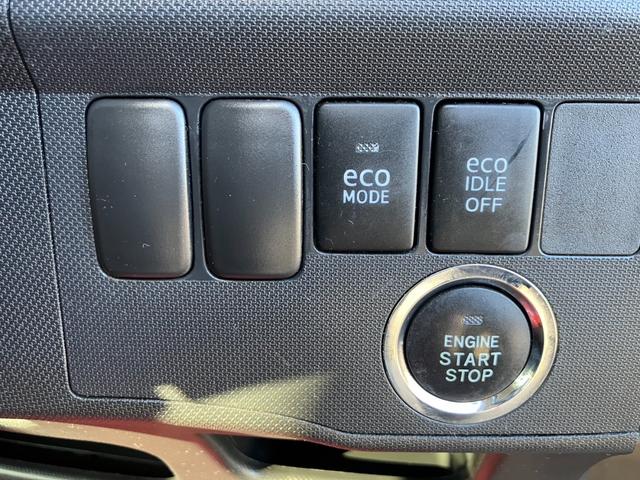 eco
MODE
eco
IDLE
OFF
ENGINE
START
STOP